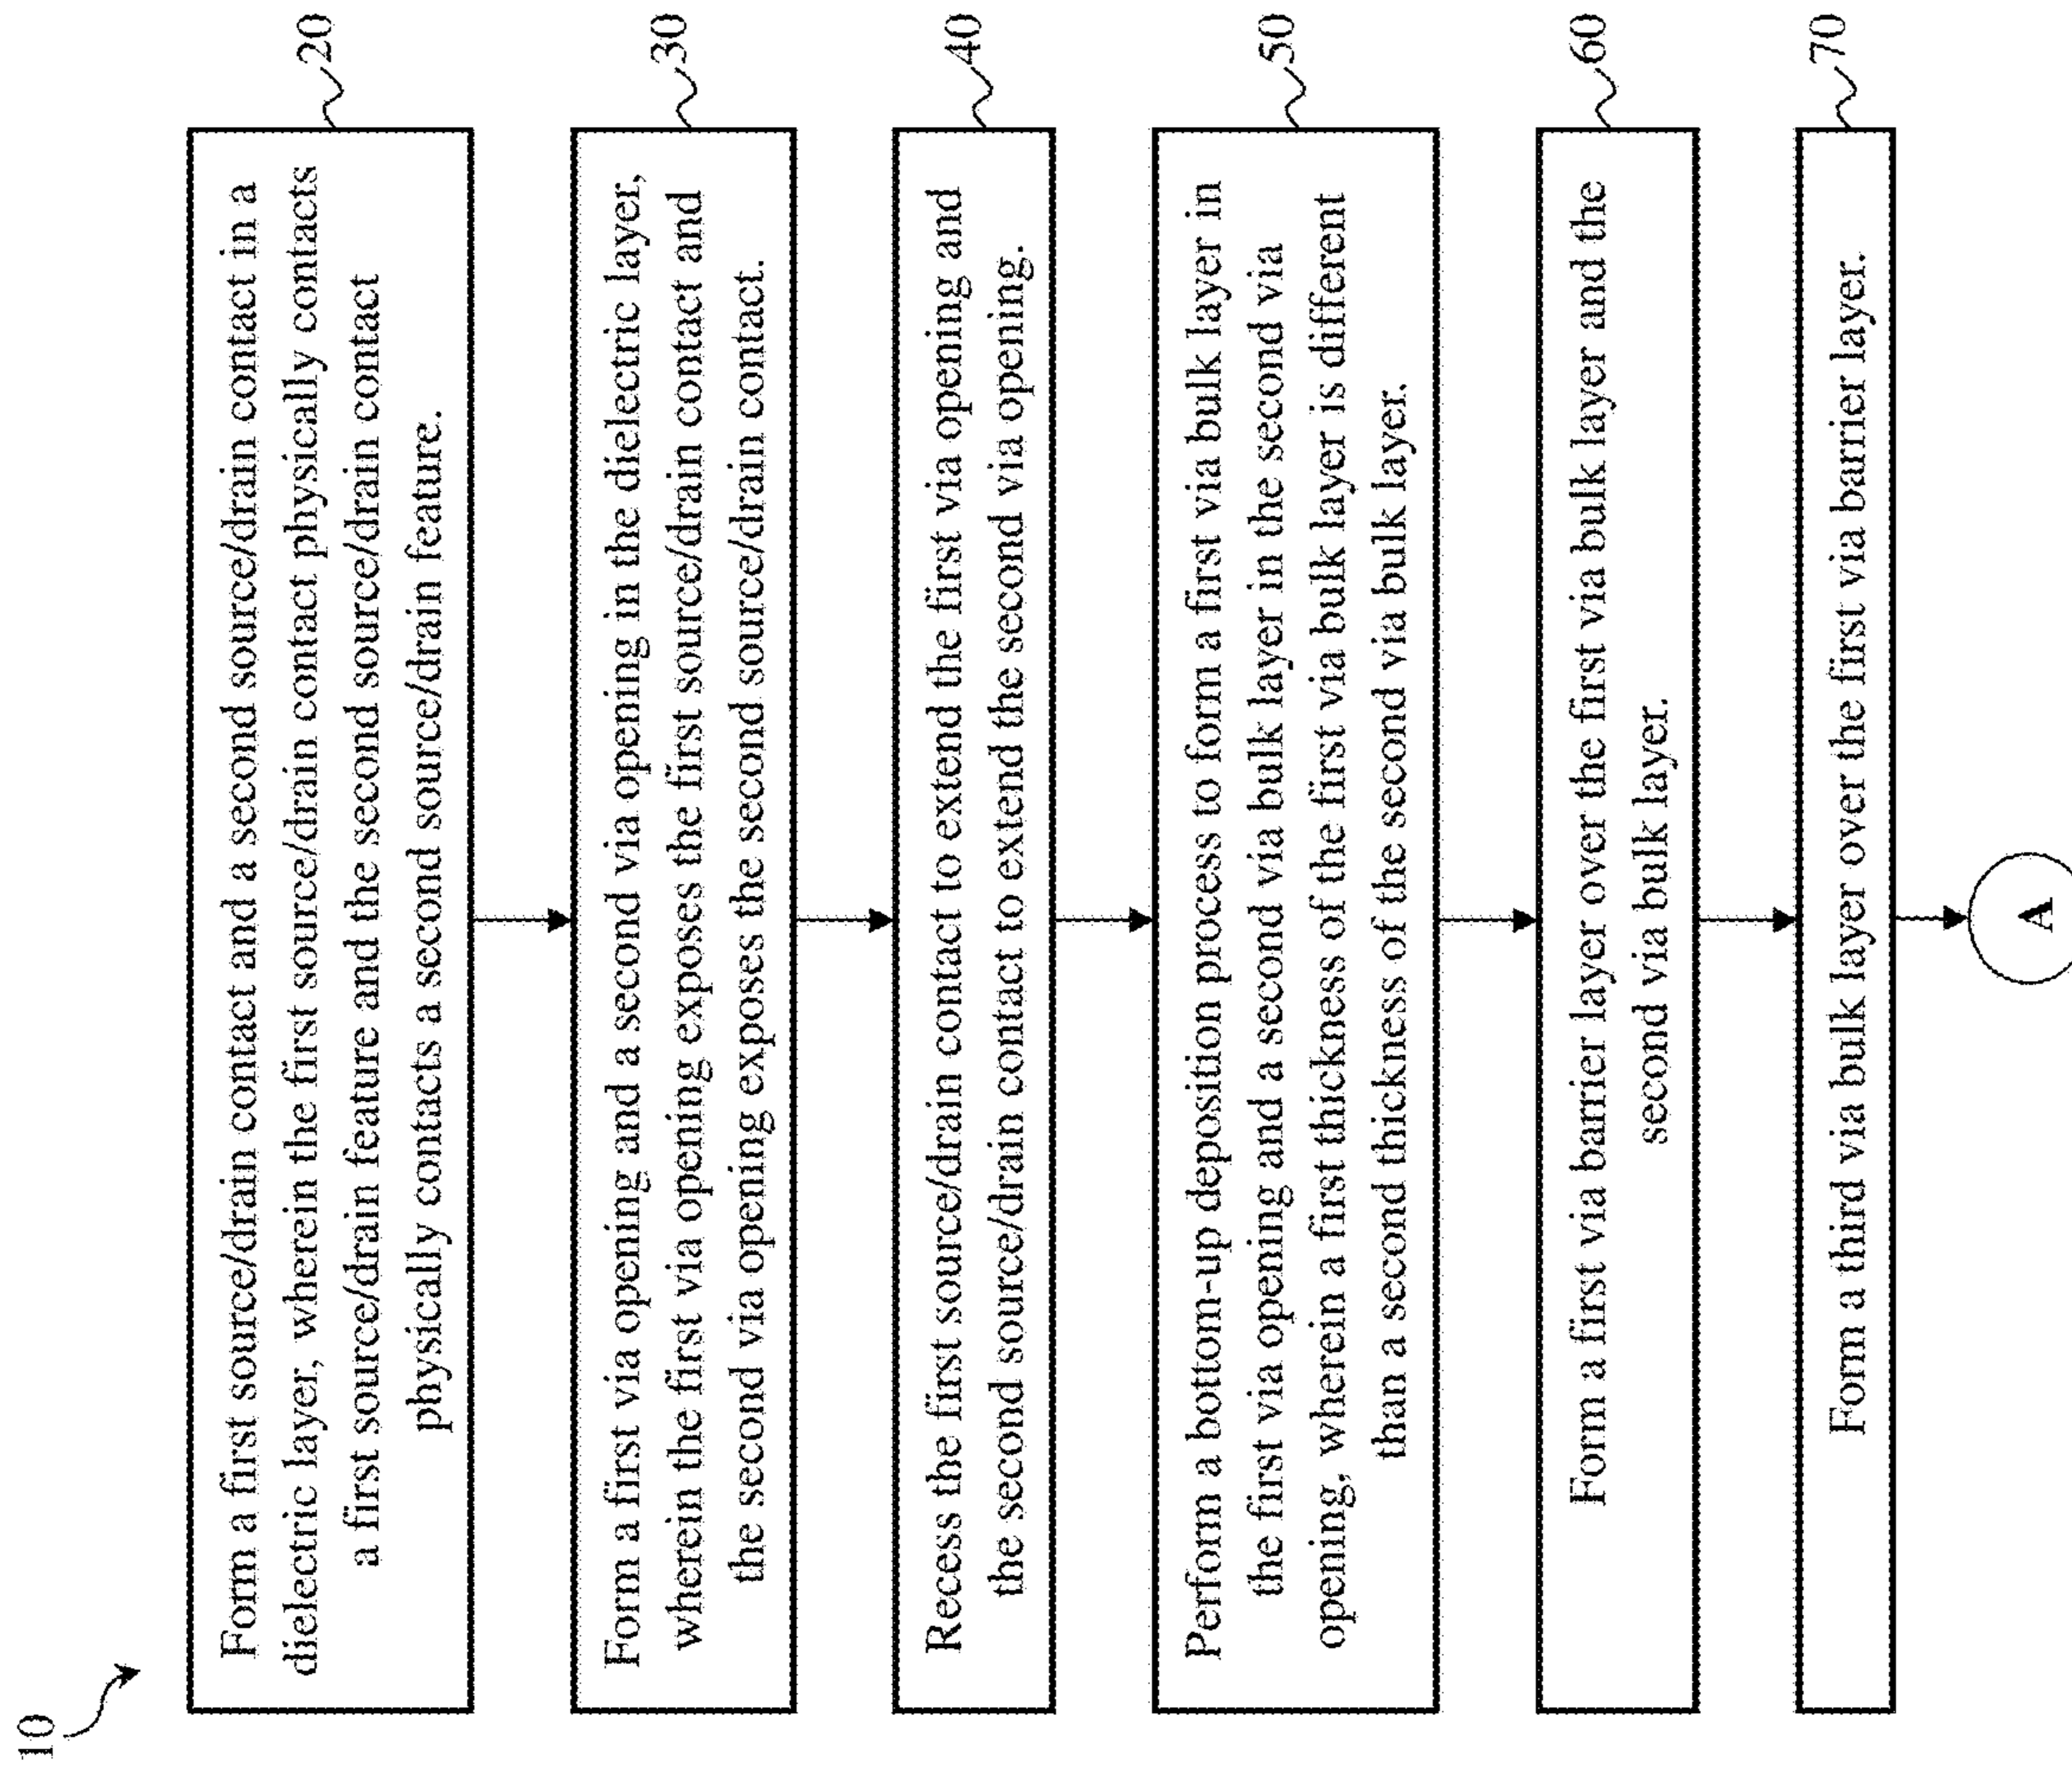 10
Form a first source/drain contact and a second source/drain contact in a
dielectric layer, wherein the first source/drain contact physically contacts
a first source/drain feature and the second source/drain contact
physically contacts a second source/drain feature.
20
Form a first via opening and a second via opening in the dielectric layer,
wherein the first via opening exposes the first source/drain contact and
the second via opening exposes the second source/drain contact.
30
Recess the first source/drain contact to extend the first via opening and
the second source/drain contact to extend the second via opening.
40
Perform a bottom-up deposition process to form a first via bulk layer in
the first via opening and a second via bulk layer in the second via
opening, wherein a first thickness of the first via bulk layer is different
than a second thickness of the second via bulk layer.
50
Form a first via barrier layer over the first via bulk layer and the
second via bulk layer.
60
Form a third via bulk layer over the first via barrier layer.
70
A